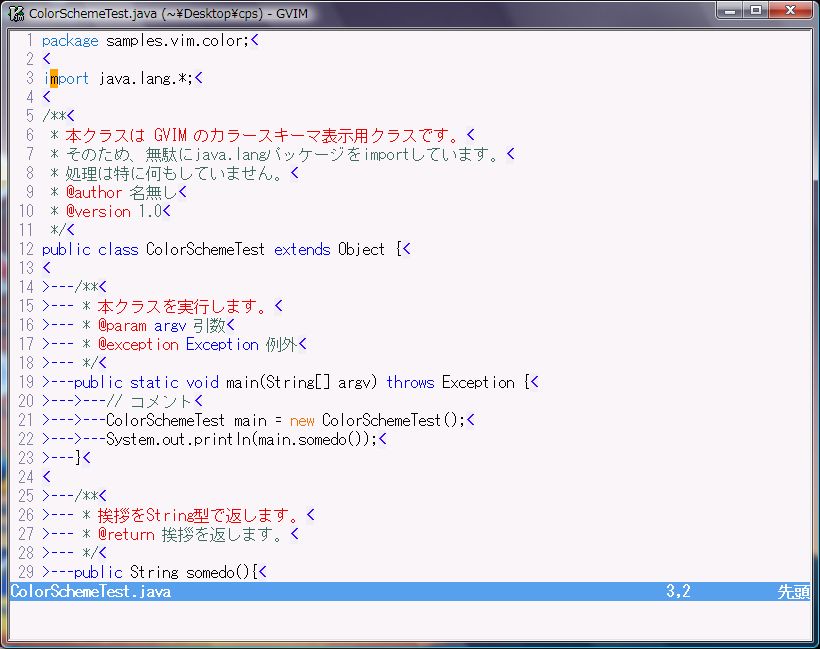 ColorSchemeTest.java (~¥Desktop¥cps) - GVIM
1 package samples.vim.color;<
2 <
3 import java.lang.*;<
4 <
5 /**<
6  * 本クラスは GVIM のカラースキーマ表示用クラスです。<
7  * そのため、無駄にjava.langパッケージをimportしています。<
8  * 処理は特に何もしていません。<
9  * @author 名無し<
10  * @version 1.0<
11  */<
12 public class ColorSchemeTest extends Object {<
13 <
14 >---/**<
15 >--- * 本クラスを実行します。<
16 >--- * @param argv 引数<
17 >--- * @exception Exception 例外<
18 >--- */<
19 >---public static void main(String[] argv) throws Exception {<
20 >--->---// コメント<
21 >--->---ColorSchemeTest main = new ColorSchemeTest();<
22 >--->---System.out.println(main.somedo());<
23 >---}<
24 <
25 >---/**<
26 >--- * 挨拶をString型で返します。<
27 >--- * @return 挨拶を返します。<
28 >--- */<
29 >---public String somedo(){<
ColorSchemeTest.java 3,2 先頭